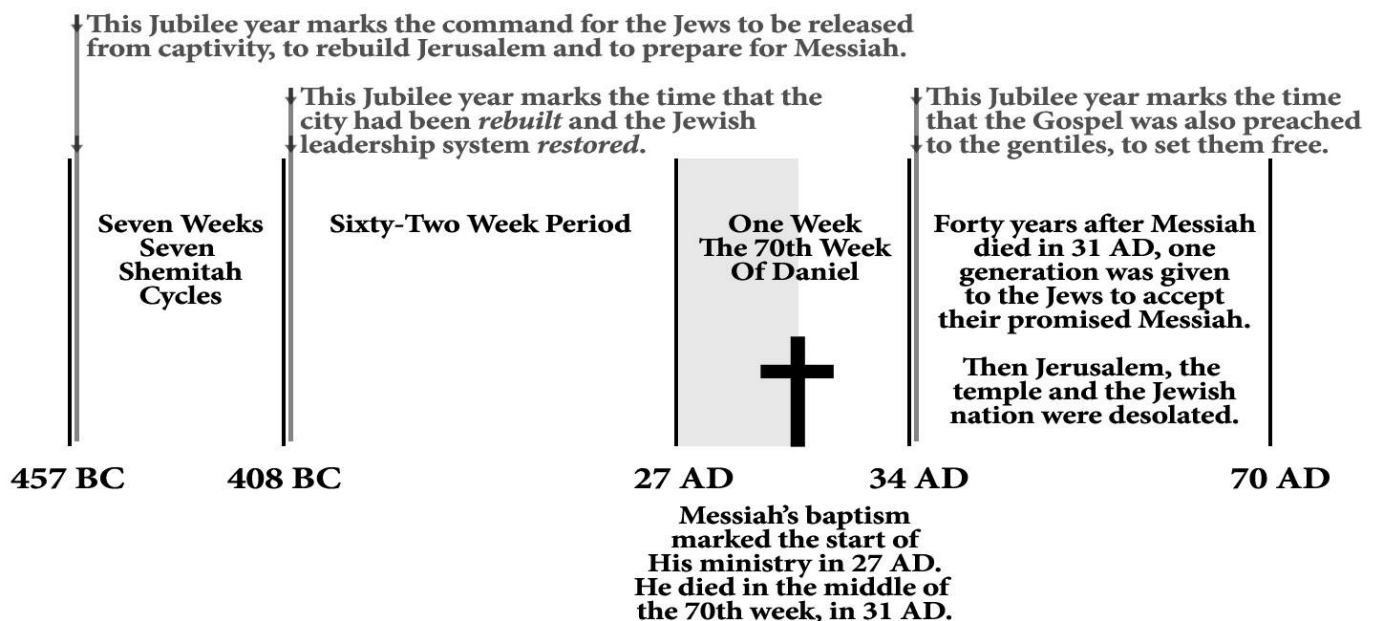 This Jubilee year marks the command for the Jews to be released
from captivity, to rebuild Jerusalem and to prepare for Messiah.
This Jubilee year marks the time that the
city had been rebuilt and the Jewish
leadership system restored.
This Jubilee year marks the time
that the Gospel was also preached
to the gentiles, to set them free.
Seven Weeks
Seven
Shemitah
Cycles
Sixty-Two Week Period
One Week
The 70th Week
Of Daniel
Forty years after Messiah
died in 31 AD, one
generation was given
to the Jews to accept
their promised Messiah.
Then Jerusalem, the
temple and the Jewish
nation were desolated.
457 BC
408 BC
27 AD
34 AD
70 AD
Messiah's baptism
marked the start of
His ministry in 27 AD.
He died in the middle of
the 70th week, in 31 AD.